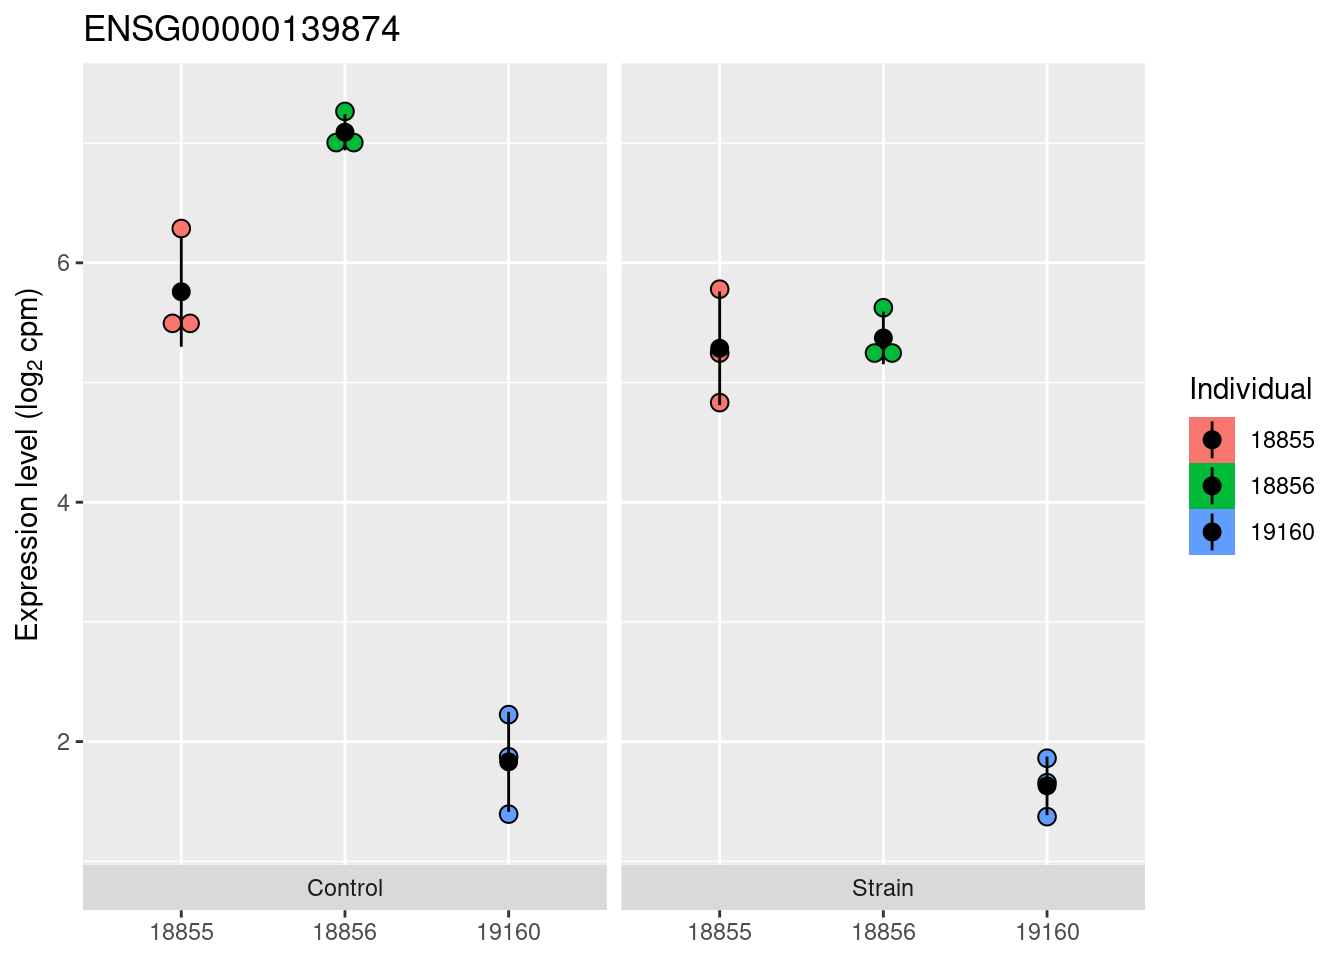 ENSG00000139874
Expression level (log2 cpm)
6
4
2
Control
Strain
18855
18856
19160
18855
18856
19160
Individual
18855
18856
19160